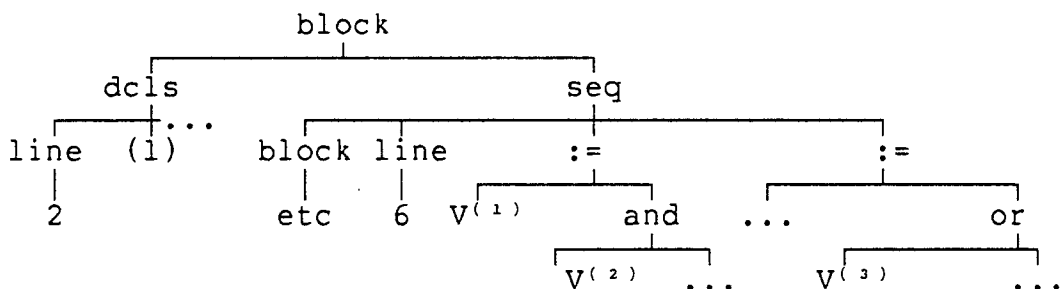 block
dcls seq
line (1) ... block line := :=
2 etc 6 V(1) and ... or
V(2) ... V(3) ...